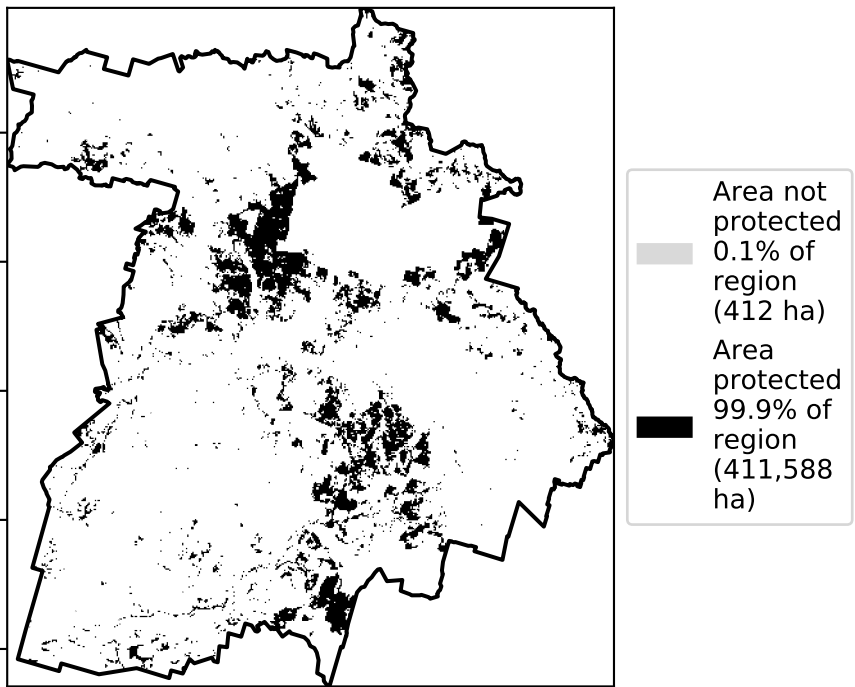 Area not
protected
0.1% of
region
(412 ha)
Area
protected
99.9% of
region
(411,588
ha)